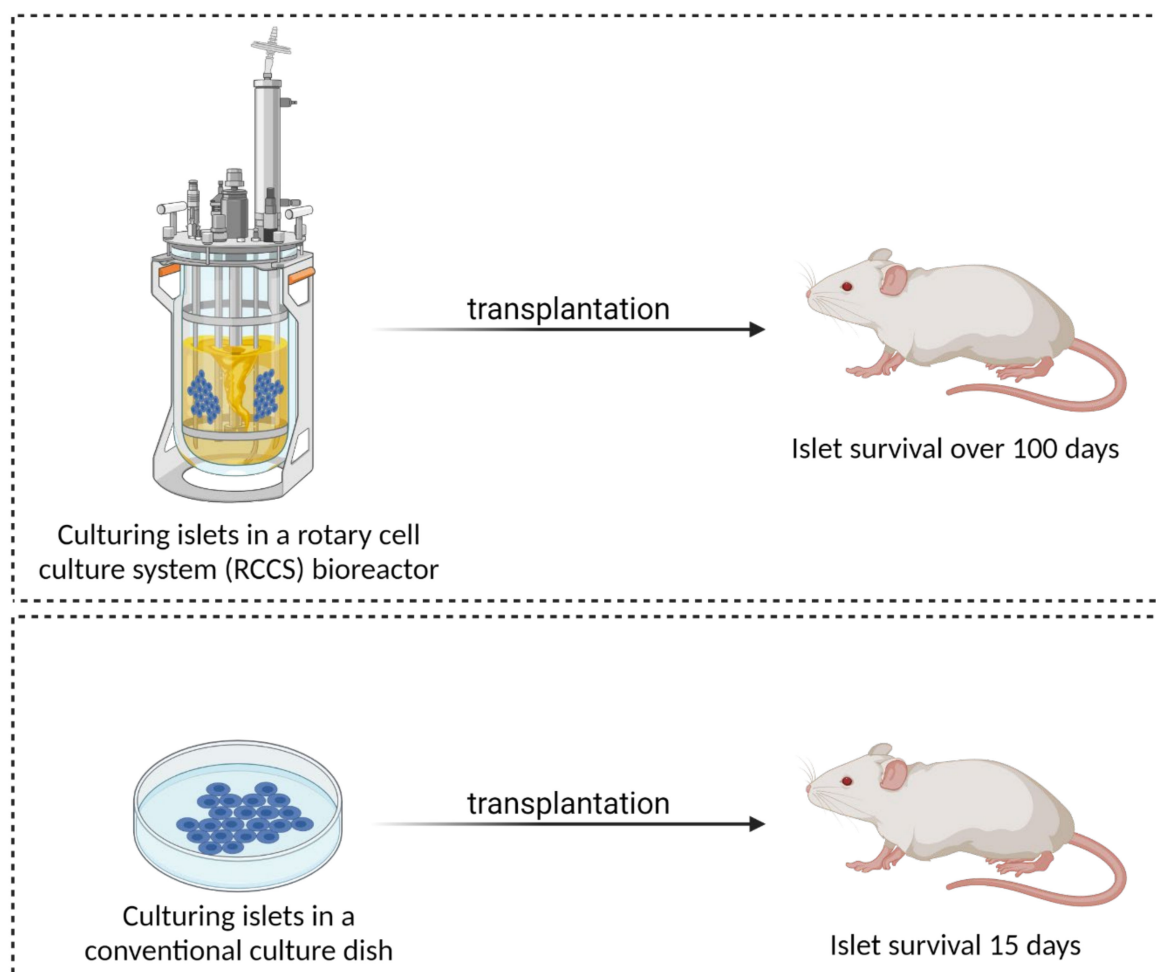 transplantation
Islet survival over 100 days
Culturing islets in a rotary cell
culture system (RCCS) bioreactor
transplantation
Culturing islets in a
conventional culture dish
Islet survival 15 days